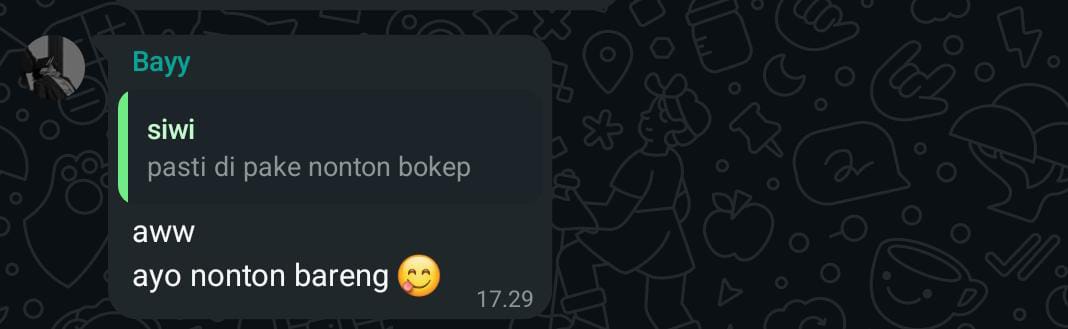 Bayy
siwi
pasti di pake nonton bokep
aww
ayo nonton bareng 😋
17.29